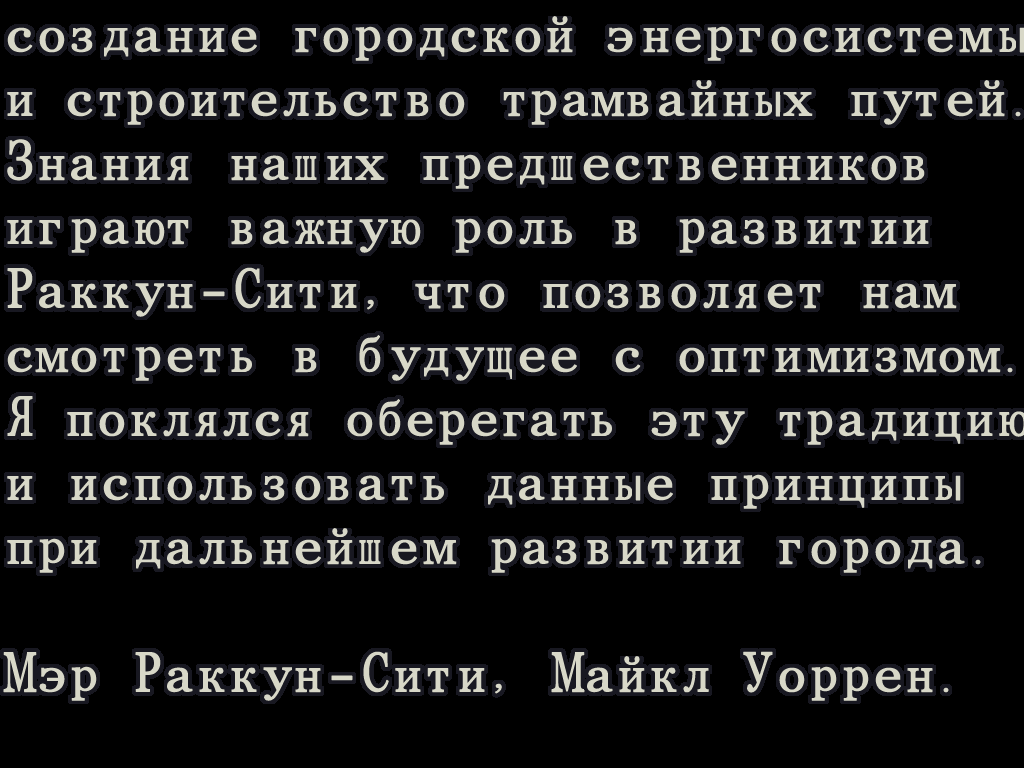 создание городской энергосистемы
и строительство трамвайных путей.
Знания наших предшественников
играют важную роль в развитии
Раккун-Сити, что позволяет нам
смотреть в будущее с оптимизмом.
Я поклялся оберегать эту традицию
и использовать данные принципы
при дальнейшем развитии города.
Мэр Раккун-Сити, Майкл Уоррен.